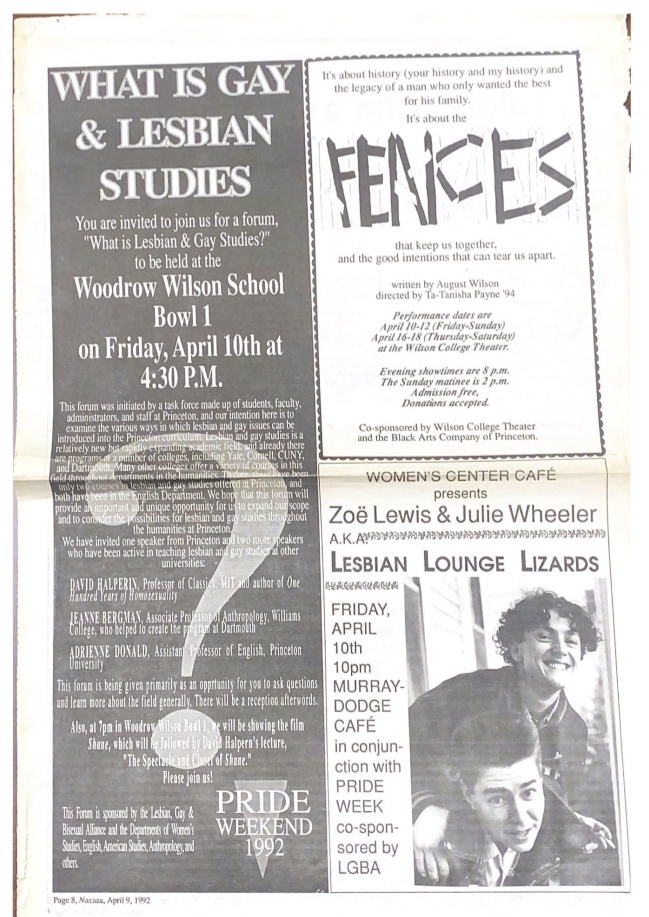 WHAT IS GAY
& LESBIAN
STUDIES
You are invited to join us for a forum,
"What is Lesbian & Gay Studies?"
to be held at the
Woodrow Wilson School
Bowl 1
on Friday, April 10th at
4:30 P.M.
This forum was initiated by a task force made up of students, faculty,
administrators, and staff at Princeton, and our intention here is to
examine the various ways in which lesbian and gay issues can be
introduced into the Princeton curriculum. Lesbian and gay studies is a
relatively new but rapidly expanding academic field, and already there
are programs at a number of colleges, including Yale, Cornell, CUNY,
and Dartmouth. Many other colleges offer a variety of courses in this
field throughout departments in the humanities. To date, there have been
only two courses in lesbian and gay studies offered at Princeton, and
both have been in the English Department. We hope that this forum will
provide an important and unique opportunity for us to expand our scope
and to consider the possibilities for lesbian and gay studies throughout
the humanities at Princeton.
We have invited one speaker from Princeton and two more speakers
who have been active in teaching lesbian and gay studies at other
universities:
DAVID HALPERIN, Professor of Classics, MIT and author of One
Hundred Years of Homosexuality
JEANNE BERGMAN, Associate Professor of Anthropology, Williams
College, who helped to create the program at Dartmouth
ADRIENNE DONALD, Assistant Professor of English, Princeton
University
This forum is being given primarily as an opprtunity for you to ask questions
and learn more about the field generally. There will be a reception afterwords.
Also, at 7pm in Woodrow Wilson Bowl 1, we will be showing the film
Shane, which will be followed by David Halpern's lecture,
"The Spectacle and Closet of Shane."
Please join us!
This Forum is sponsored by the Lesbian, Gay &
Bisexual Alliance and the Departments of Women's
Studies, English, American Studies, Anthropology, and
others.
PRIDE
WEEKEND
1992
It's about history (your history and my history) and
the legacy of a man who only wanted the best
for his family.
It's about the
FENCES
that keep us together,
and the good intentions that can tear us apart.
written by August Wilson
directed by Ta-Tanisha Payne '94
Performance dates are
April 10-12 (Friday-Sunday)
April 16-18 (Thursday-Saturday)
at the Wilson College Theater.
Evening showtimes are 8 p.m.
The Sunday matinee is 2 p.m.
Admission free,
Donations accepted.
Co-sponsored by Wilson College Theater
and the Black Arts Company of Princeton.
WOMEN'S CENTER CAFÉ
presents
Zoë Lewis & Julie Wheeler
A.K.A.
LESBIAN LOUNGE LIZARDS
FRIDAY,
APRIL
10th
10pm
MURRAY-
DODGE
CAFÉ
in conjun-
ction with
PRIDE
WEEK
co-spon-
sored by
LGBA
Page 8, Nassau, April 9, 1992